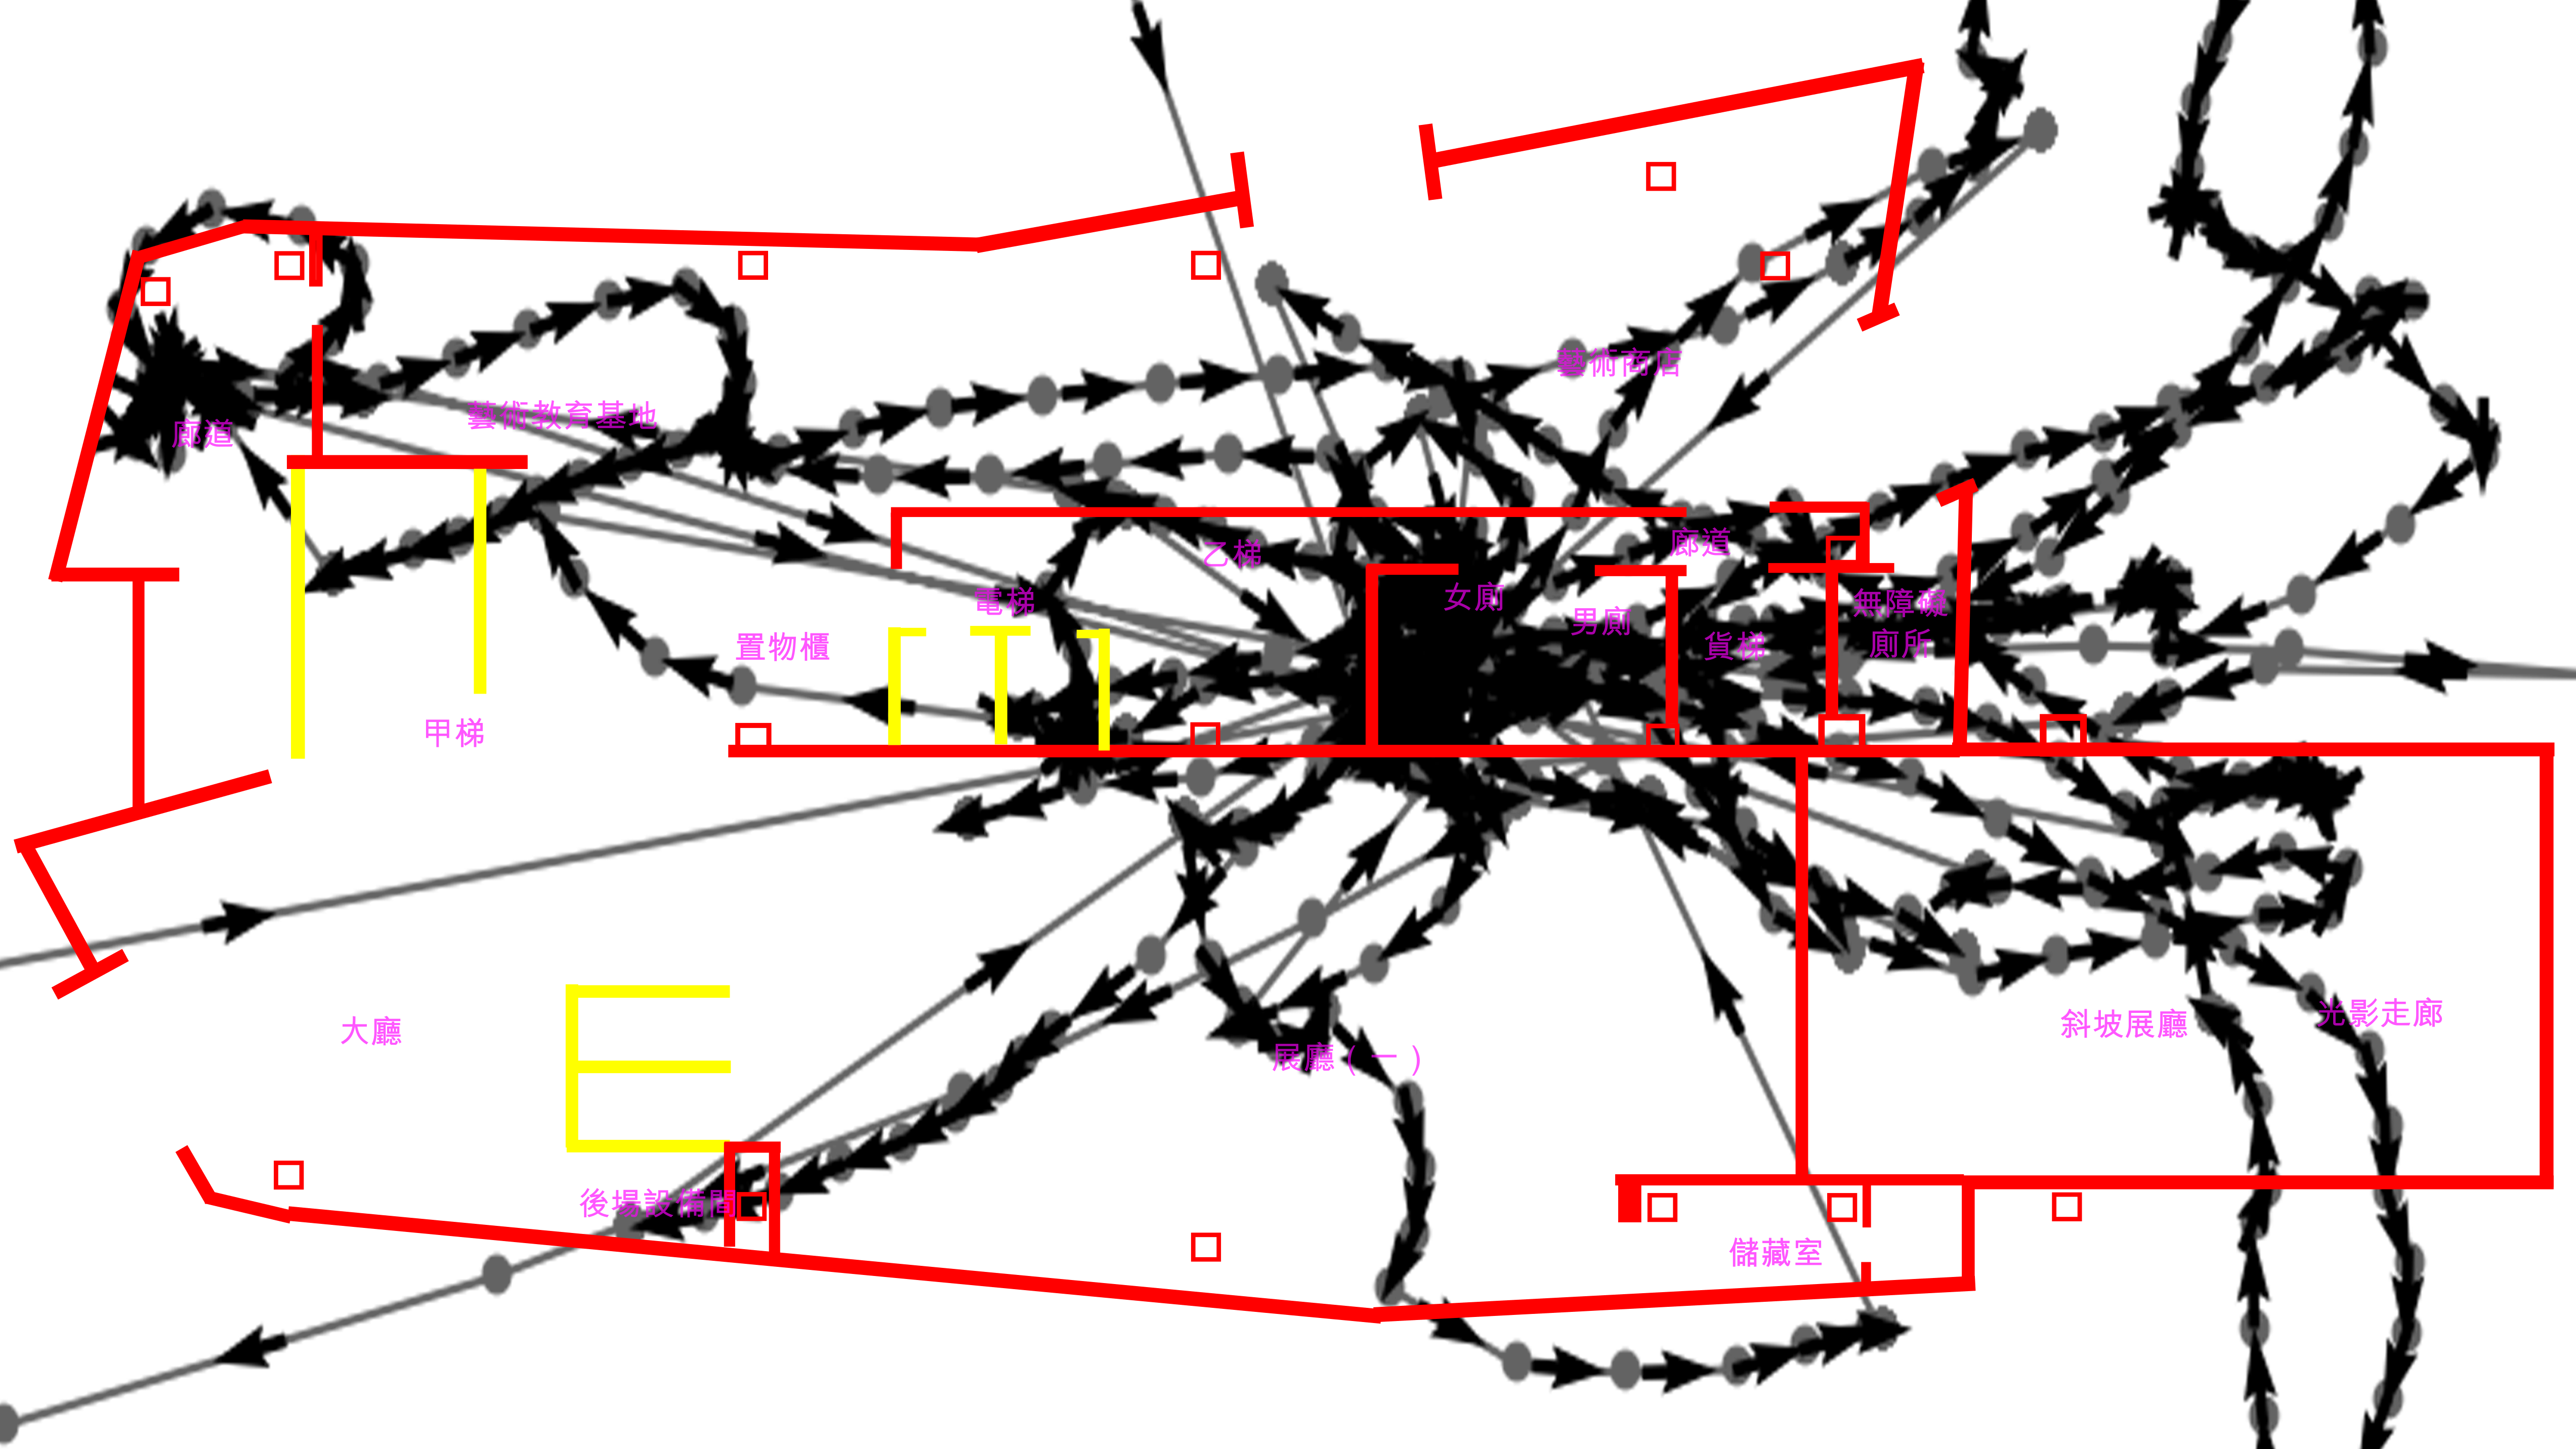 藝術商店
藝術教育基地
廊道
廊道
乙梯
女廁
電梯
無障礙
廁所
男廁
置物櫃
貨梯
甲梯
光影走廊
斜坡展廳
大廳
展廳(一)
後場設備間
儲藏室